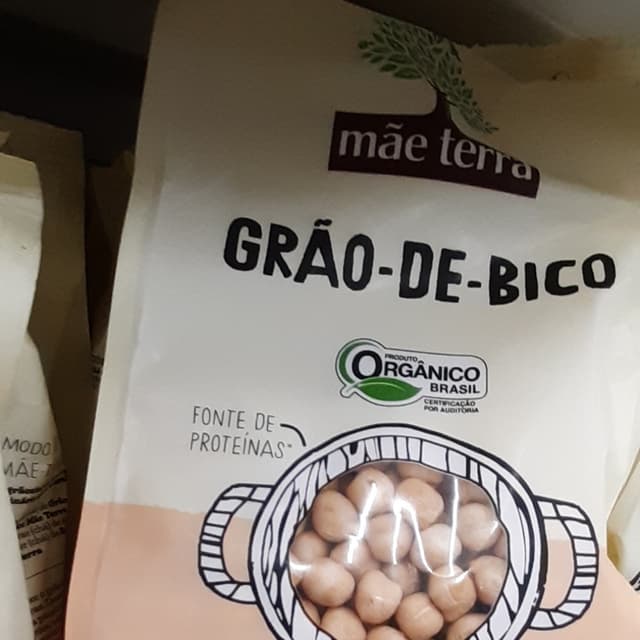 mãe terra
GRÃO-DE-BICO
PRODUTO
ORGÂNICO
BRASIL
CERTIFICAÇÃO
POR AUDITORIA
FONTE DE
PROTEÍNAS*
MODO
MÃE